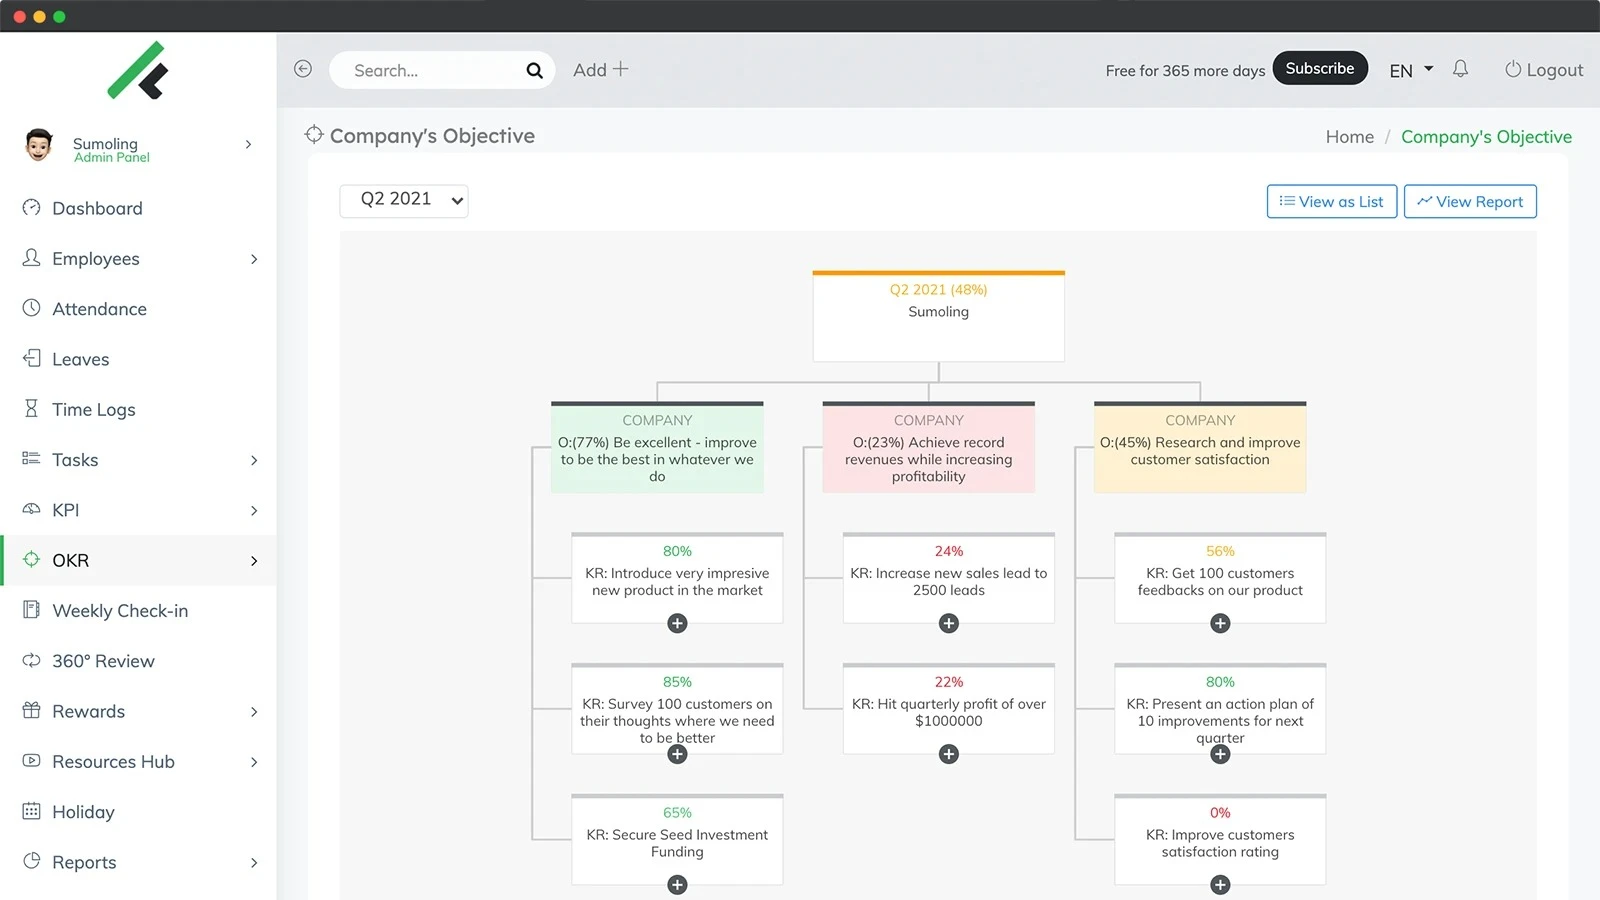 Search...
Add
Free for 365 more days
Subscribe
EN
Logout
Sumoling
Admin Panel
Dashboard
Employees
Attendance
Leaves
Time Logs
Tasks
KPI
OKR
Weekly Check-in
360° Review
Rewards
Resources Hub
Holiday
Reports
Company's Objective
Home / Company's Objective
Q2 2021
View as List
View Report
Q2 2021 (48%)
Sumoling
COMPANY
O:(77%) Be excellent - improve
to be the best in whatever we
do
80%
KR: Introduce very impresive
new product in the market
85%
KR: Survey 100 customers on
their thoughts where we need
to be better
65%
KR: Secure Seed Investment
Funding
COMPANY
O:(23%) Achieve record
revenues while increasing
profitability
24%
KR: Increase new sales lead to
2500 leads
22%
KR: Hit quarterly profit of over
$1000000
COMPANY
O:(45%) Research and improve
customer satisfaction
56%
KR: Get 100 customers
feedbacks on our product
80%
KR: Present an action plan of
10 improvements for next
quarter
0%
KR: Improve customers
satisfaction rating